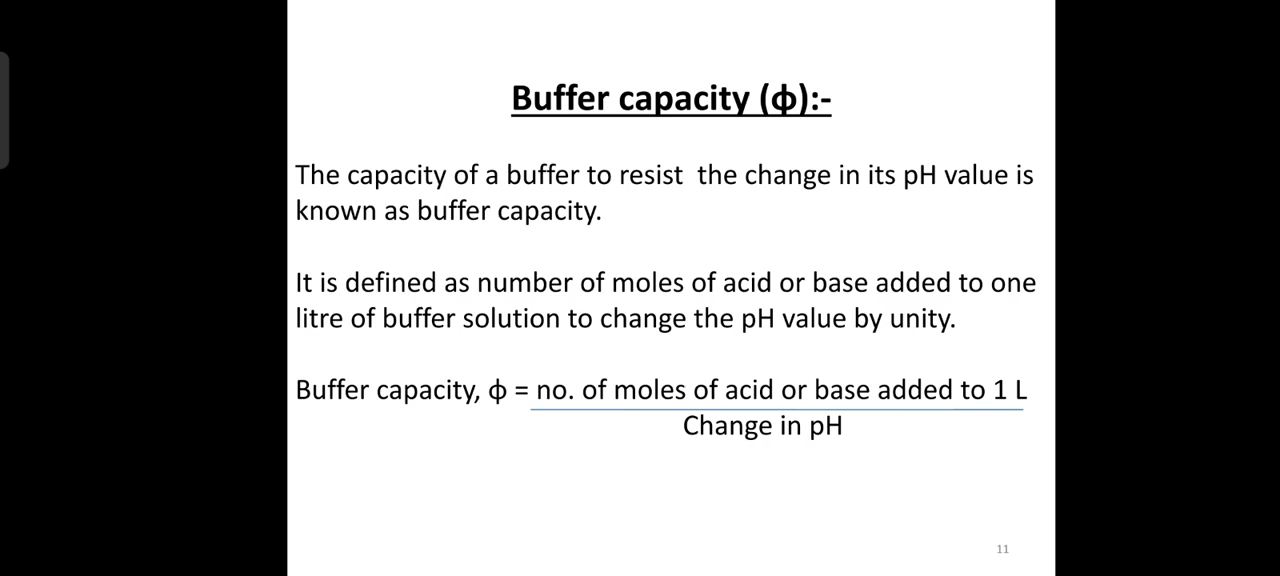 Buffer capacity (ϕ):-
The capacity of a buffer to resist  the change in its pH value is
known as buffer capacity.
It is defined as number of moles of acid or base added to one
litre of buffer solution to change the pH value by unity.
Buffer capacity, ϕ = no. of moles of acid or base added to 1 L
Change in pH
11